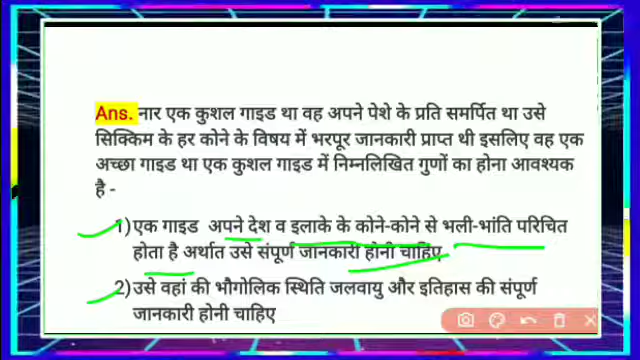 Ans. नार एक कुशल गाइड था वह अपने पेशे के प्रति समर्पित था उसे
सिक्किम के हर कोने के विषय में भरपूर जानकारी प्राप्त थी इसलिए वह एक
अच्छा गाइड था एक कुशल गाइड में निम्नलिखित गुणों का होना आवश्यक
है -
1) एक गाइड अपने देश व इलाके के कोने-कोने से भली-भांति परिचित
होता है अर्थात उसे संपूर्ण जानकारी होनी चाहिए
2) उसे वहां की भौगोलिक स्थिति जलवायु और इतिहास की संपूर्ण
जानकारी होनी चाहिए